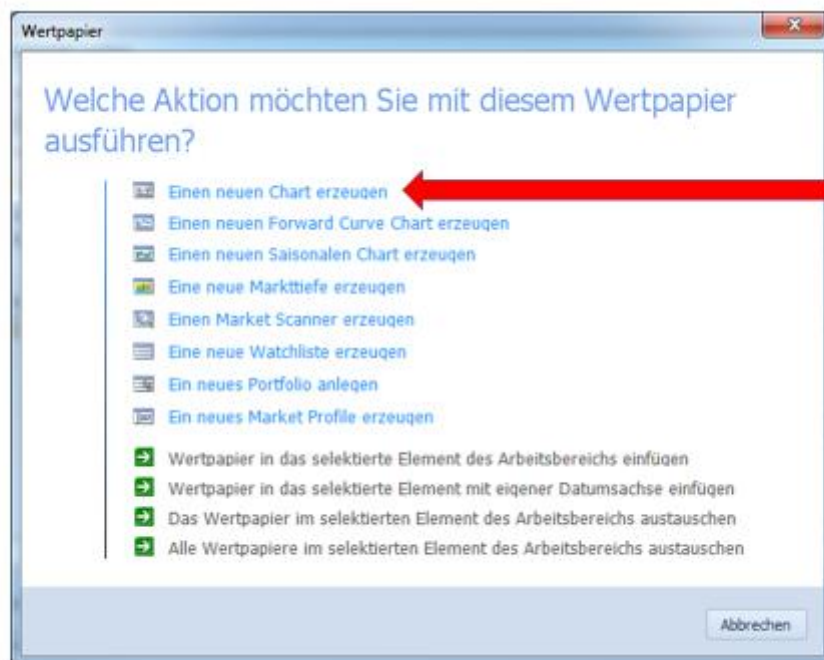 Wertpapier
Welche Aktion möchten Sie mit diesem Wertpapier
ausführen?
Einen neuen Chart erzeugen
Einen neuen Forward Curve Chart erzeugen
Einen neuen Saisonalen Chart erzeugen
Eine neue Markttiefe erzeugen
Einen Market Scanner erzeugen
Eine neue Watchliste erzeugen
Ein neues Portfolio anlegen
Ein neues Market Profile erzeugen
Wertpapier in das selektierte Element des Arbeitsbereichs einfügen
Wertpapier in das selektierte Element mit eigener Datumsachse einfügen
Das Wertpapier im selektierten Element des Arbeitsbereichs austauschen
Alle Wertpapiere im selektierten Element des Arbeitsbereichs austauschen
Abbrechen